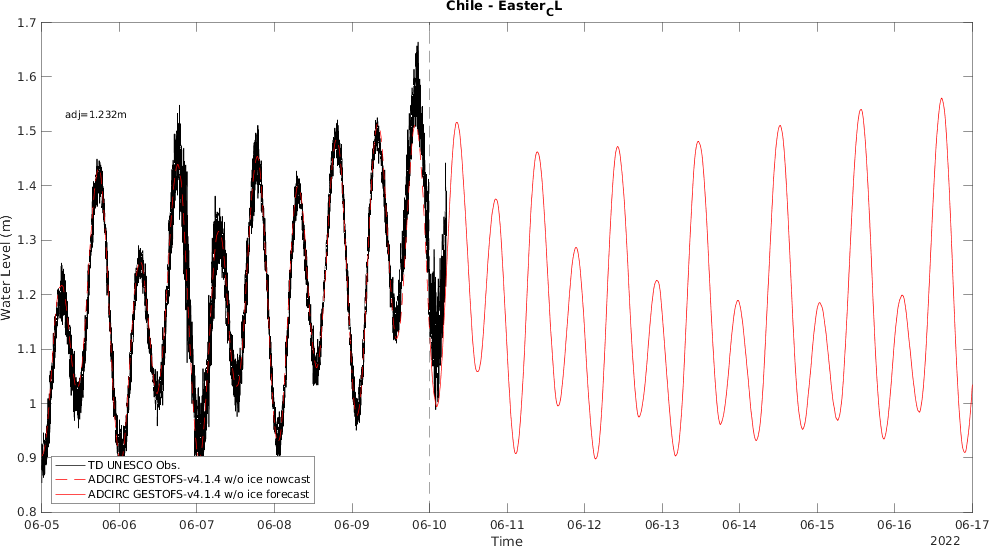 Chile - Easter_CL
1.7
1.6
1.5
1.4
1.3
1.2
1.1
1
0.9
0.8
Water Level (m)
adj=1.232m
TD UNESCO Obs.
ADCIRC GESTOFS-v4.1.4 w/o ice nowcast
ADCIRC GESTOFS-v4.1.4 w/o ice forecast
06-05 06-06 06-07 06-08 06-09 06-10 06-11 06-12 06-13 06-14 06-15 06-16 06-17
Time
2022